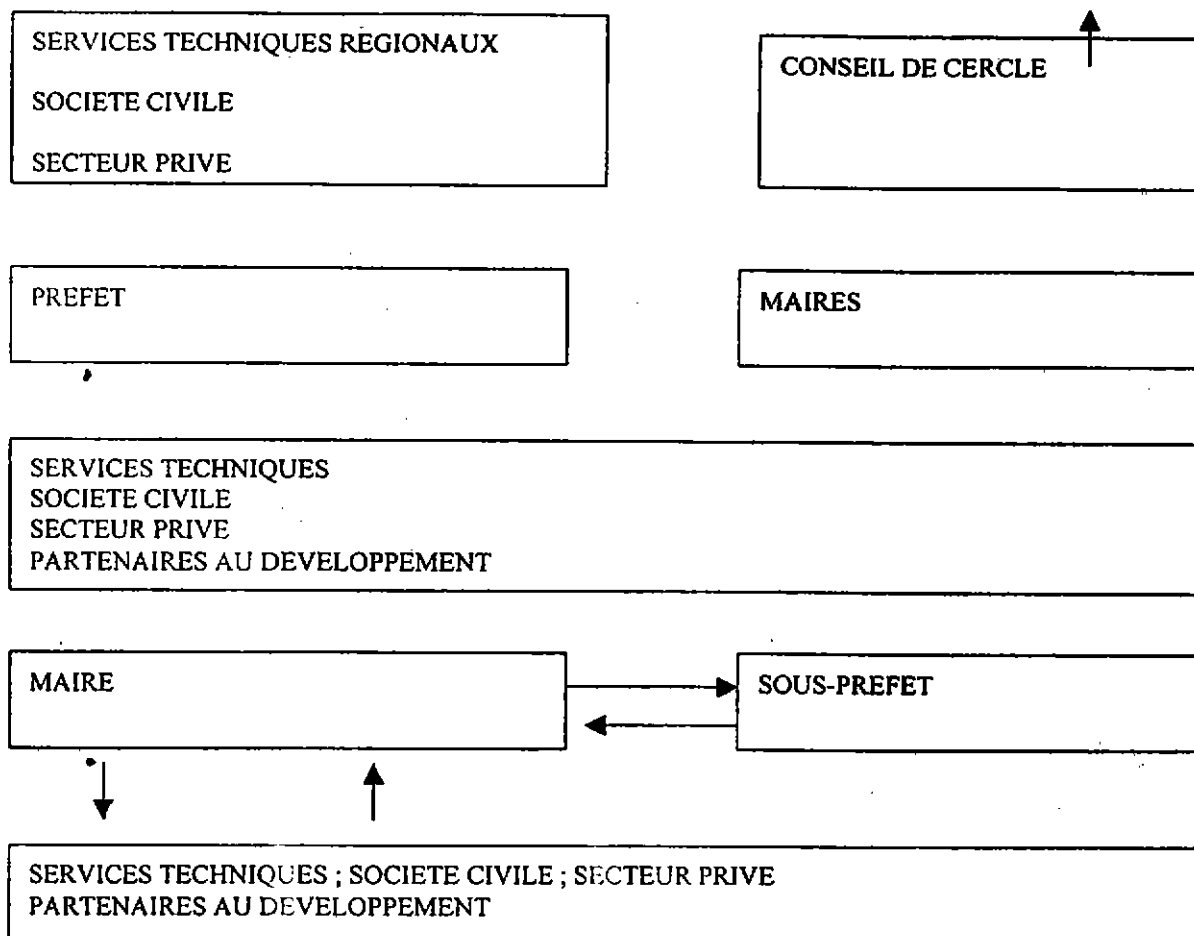 SERVICES TECHNIQUES REGIONAUX
SOCIETE CIVILE
SECTEUR PRIVE
CONSEIL DE CERCLE
PREFET
MAIRES
SERVICES TECHNIQUES
SOCIETE CIVILE
SECTEUR PRIVE
PARTENAIRES AU DEVELOPPEMENT
MAIRE
SOUS-PREFET
SERVICES TECHNIQUES ; SOCIETE CIVILE ; SECTEUR PRIVE
PARTENAIRES AU DEVELOPPEMENT